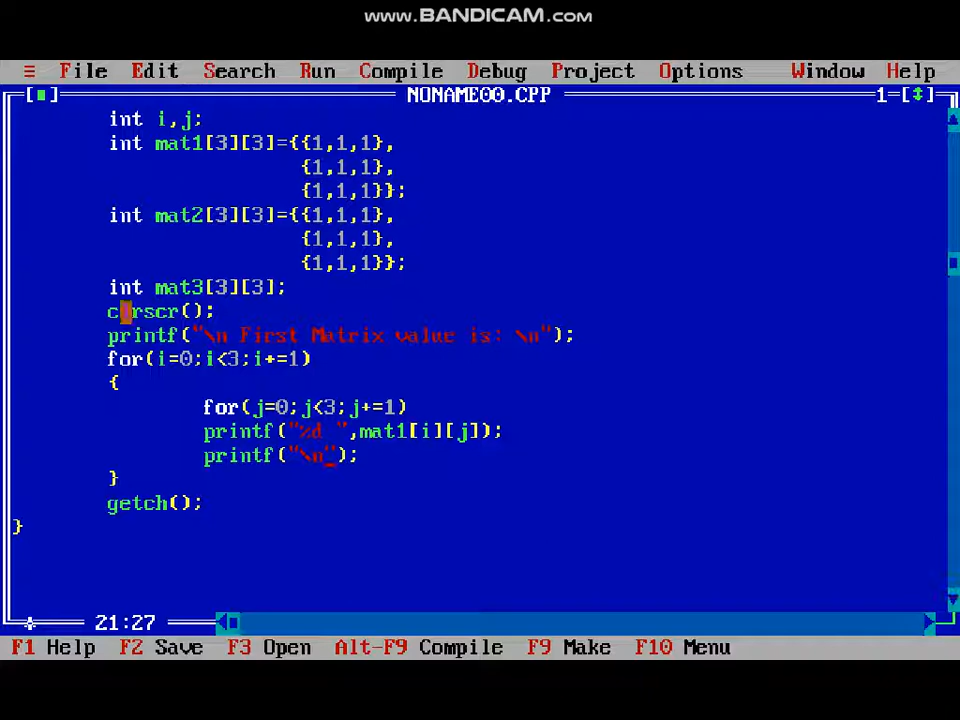 www.BANDICAM.com
≡ File Edit Search Run Compile Debug Project Options Window Help
[■] NONAME00.CPP 1=[↕]
int i,j;
int mat1[3][3]={{1,1,1},
{1,1,1},
{1,1,1}};
int mat2[3][3]={{1,1,1},
{1,1,1},
{1,1,1}};
int mat3[3][3];
printf("\n First Matrix value is: \n");
for(i=0;i<3;i+=1)
{
for(j=0;j<3;j+=1)
printf("%d ",mat1[i][j]);
printf("\n");
}
getch();
}
21:27
F1 Help F2 Save F3 Open Alt-F9 Compile F9 Make F10 Menu